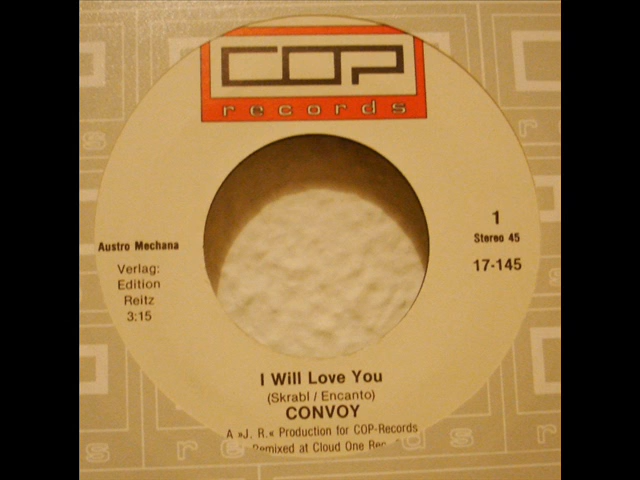 COP
records
1
Stereo 45
17-145
Austro Mechana
Verlag:
Edition
Reitz
3:15
I Will Love You
(Skrabl / Encanto)
CONVOY
A »J. R.« Production for COP-Records
Remixed at Cloud One